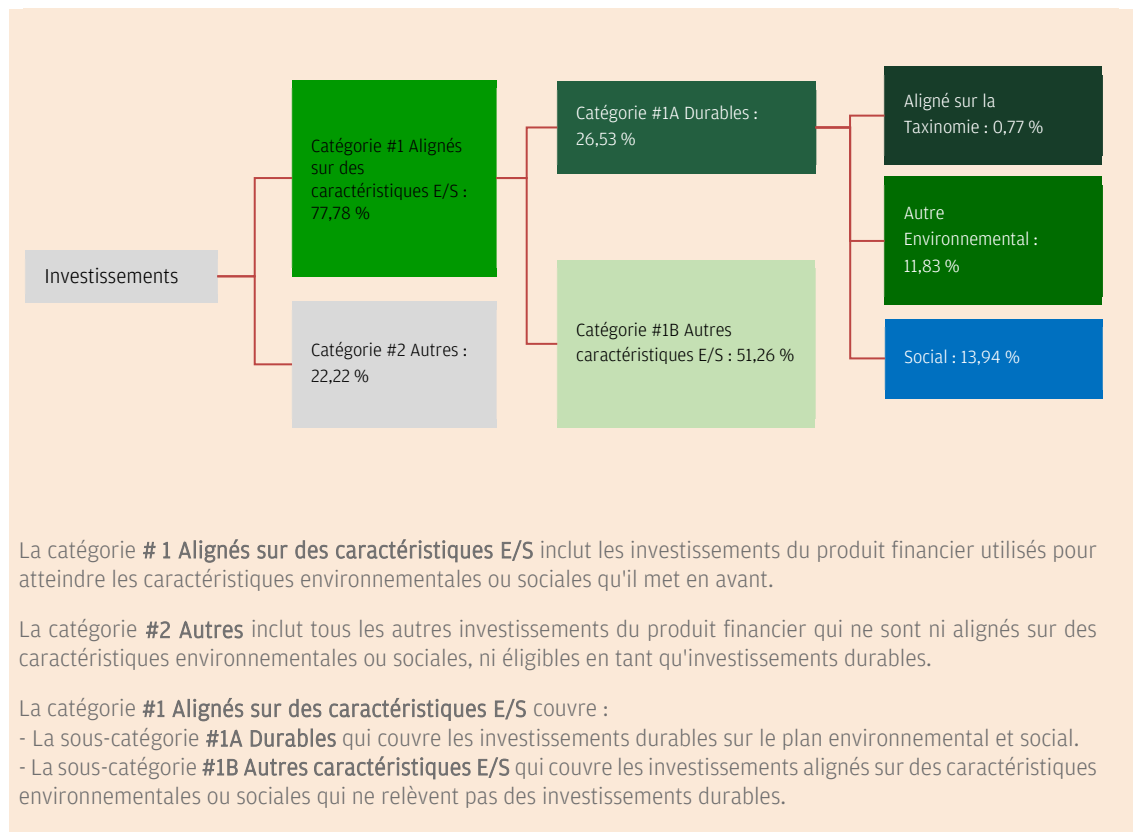 Investissements
Catégorie #1 Alignés
sur des
caractéristiques E/S :
77,78 %
Catégorie #2 Autres :
22,22 %
Catégorie #1A Durables :
26,53 %
Catégorie #1B Autres
caractéristiques E/S : 51,26 %
Aligné sur la
Taxinomie : 0,77 %
Autre
Environnemental :
11,83 %
Social : 13,94 %
La catégorie # 1 Alignés sur des caractéristiques E/S inclut les investissements du produit financier utilisés pour
atteindre les caractéristiques environnementales ou sociales qu'il met en avant.
La catégorie #2 Autres inclut tous les autres investissements du produit financier qui ne sont ni alignés sur des
caractéristiques environnementales ou sociales, ni éligibles en tant qu'investissements durables.
La catégorie #1 Alignés sur des caractéristiques E/S couvre :
- La sous-catégorie #1A Durables qui couvre les investissements durables sur le plan environnemental et social.
- La sous-catégorie #1B Autres caractéristiques E/S qui couvre les investissements alignés sur des caractéristiques
environnementales ou sociales qui ne relèvent pas des investissements durables.